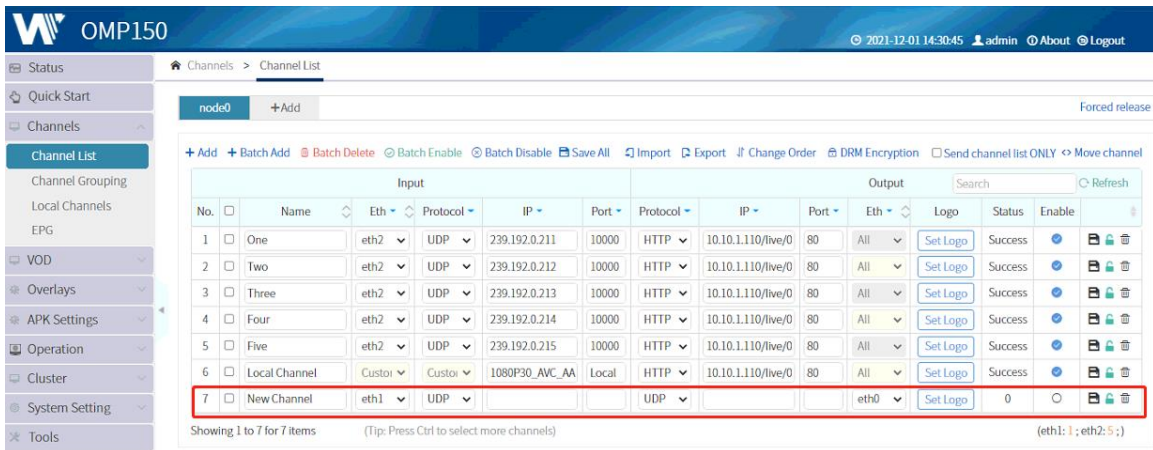 OMP150
2021-12-01 14:30:45 admin About Logout
Status
Quick Start
Channels
Channel List
Channel Grouping
Local Channels
EPG
VOD
Overlays
APK Settings
Operation
Cluster
System Setting
Tools
Channels > Channel List
node0 +Add Forced release
+ Add + Batch Add Batch Delete Batch Enable Batch Disable Save All Import Export Change Order DRM Encryption Send channel list ONLY Move channel
Input Output Search Refresh
No. Name Eth Protocol IP Port Protocol IP Port Eth Logo Status Enable
1 One eth2 UDP 239.192.0.211 10000 HTTP 10.10.1.110/live/0 80 All Set Logo Success
2 Two eth2 UDP 239.192.0.212 10000 HTTP 10.10.1.110/live/0 80 All Set Logo Success
3 Three eth2 UDP 239.192.0.213 10000 HTTP 10.10.1.110/live/0 80 All Set Logo Success
4 Four eth2 UDP 239.192.0.214 10000 HTTP 10.10.1.110/live/0 80 All Set Logo Success
5 Five eth2 UDP 239.192.0.215 10000 HTTP 10.10.1.110/live/0 80 All Set Logo Success
6 Local Channel Custo Custo 1080P30_AVC_AA Local HTTP 10.10.1.110/live/0 80 All Set Logo Success
7 New Channel eth1 UDP UDP eth0 Set Logo 0
Showing 1 to 7 for 7 items (Tip: Press Ctrl to select more channels) (eth1: 1 ; eth2: 5 ;)